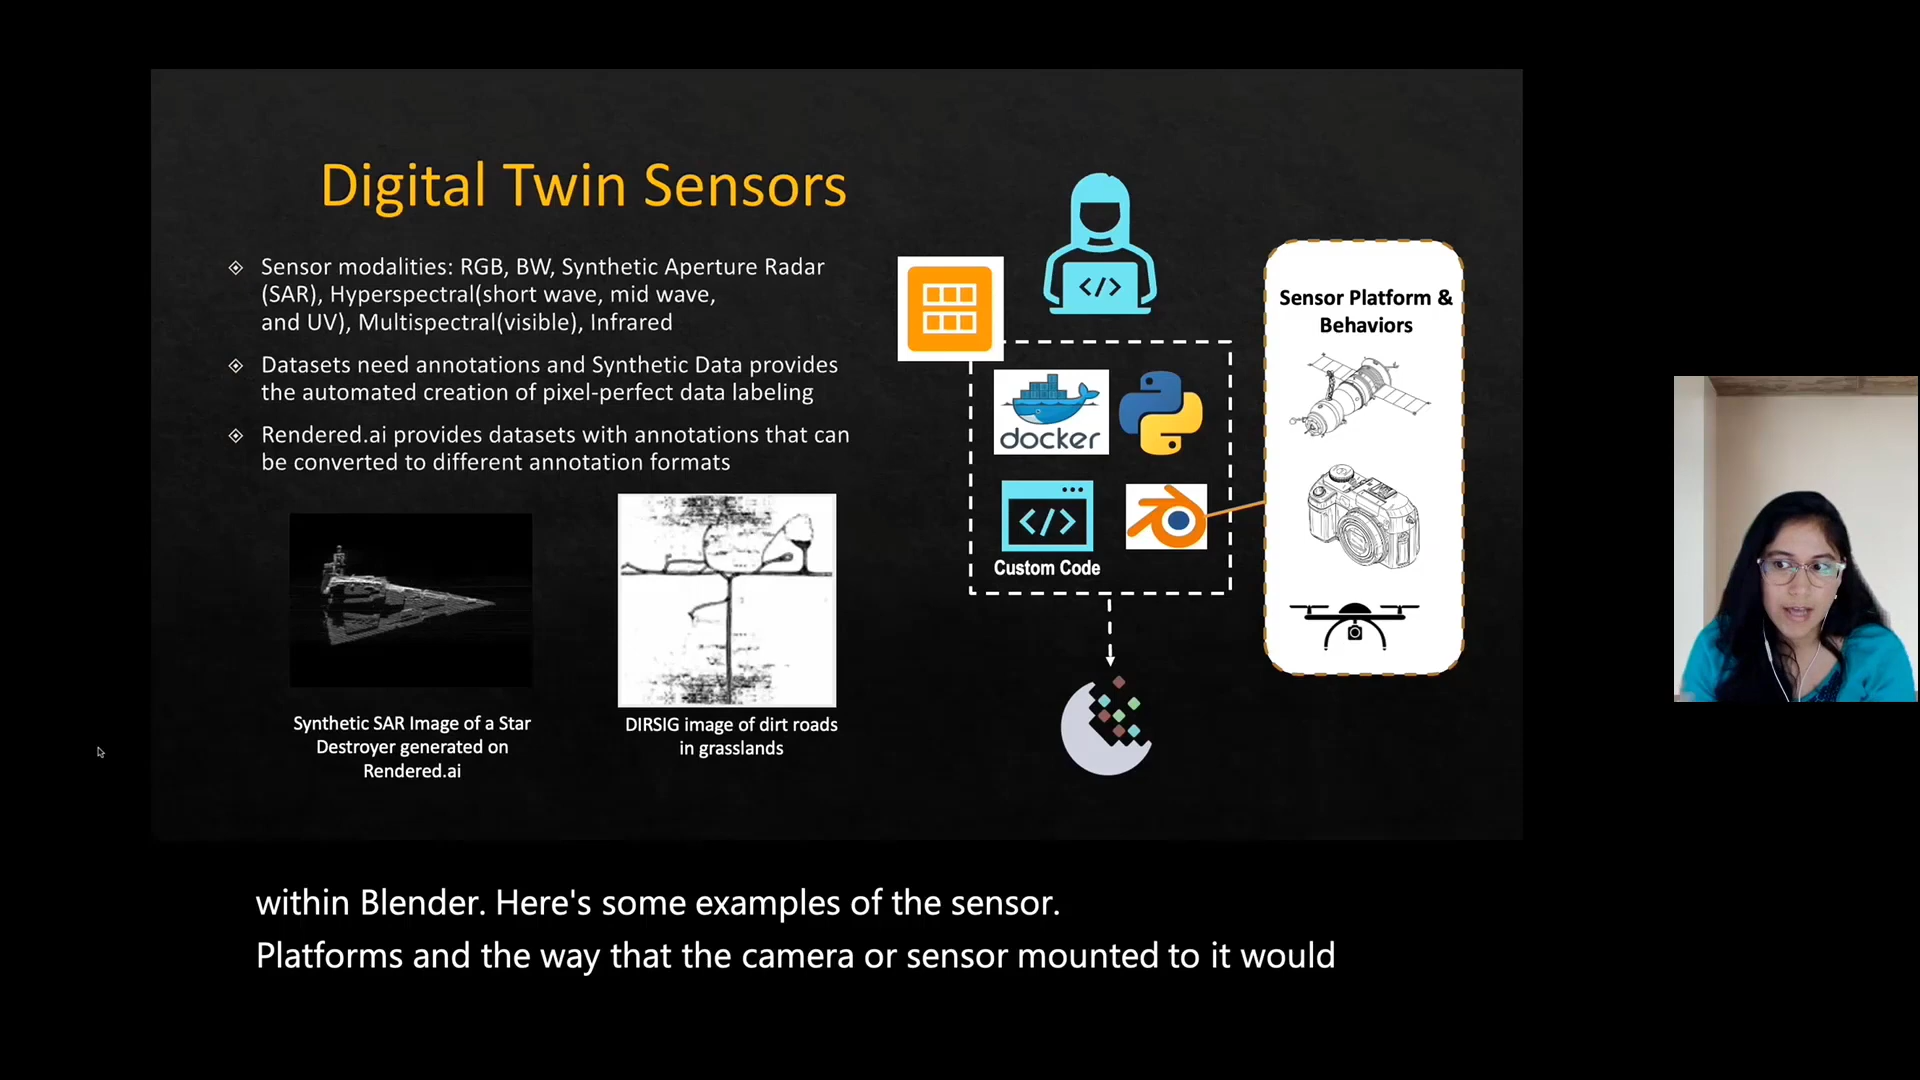 Digital Twin Sensors
Sensor modalities: RGB, BW, Synthetic Aperture Radar
(SAR), Hyperspectral(short wave, mid wave,
and UV), Multispectral(visible), Infrared
Datasets need annotations and Synthetic Data provides
the automated creation of pixel-perfect data labeling
Rendered.ai provides datasets with annotations that can
be converted to different annotation formats
Synthetic SAR Image of a Star
Destroyer generated on
Rendered.ai
DIRSIG image of dirt roads
in grasslands
</>
docker
</>
Custom Code
Sensor Platform &
Behaviors
within Blender. Here's some examples of the sensor.
Platforms and the way that the camera or sensor mounted to it would